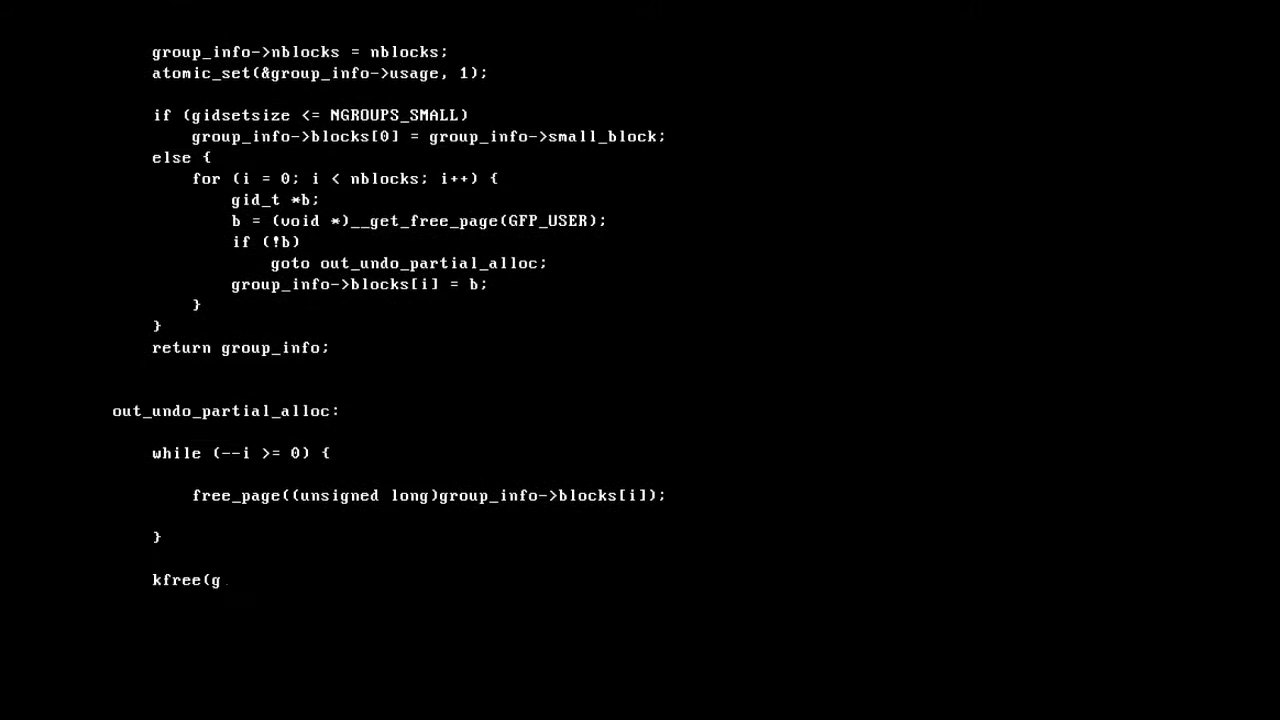 group_info->nblocks = nblocks;
atomic_set(&group_info->usage, 1);
if (gidsetsize <= NGROUPS_SMALL)
group_info->blocks[0] = group_info->small_block;
else {
for (i = 0; i < nblocks; i++) {
gid_t *b;
b = (void *)__get_free_page(GFP_USER);
if (!b)
goto out_undo_partial_alloc;
group_info->blocks[i] = b;
}
}
return group_info;
out_undo_partial_alloc:
while (--i >= 0) {
free_page((unsigned long)group_info->blocks[i]);
}
kfree(g